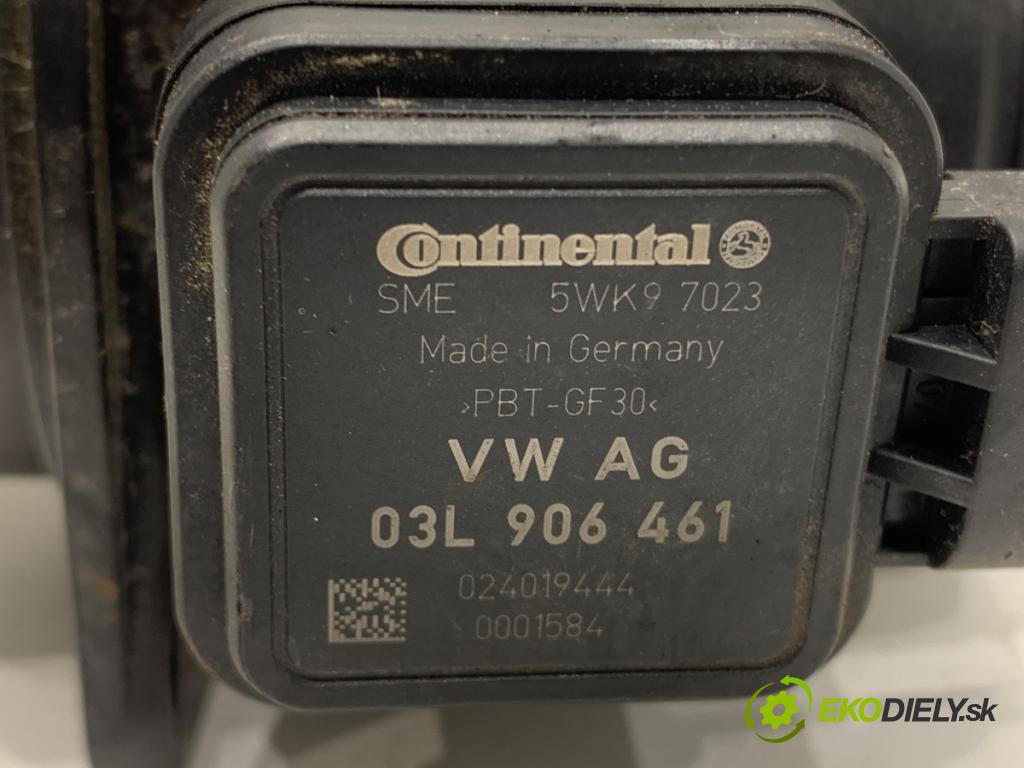 Continental
SME 5WK9 7023
Made in Germany
>PBT-GF30<
VW AG
03L 906 461
024019444
0001584
EKODIELY.sk